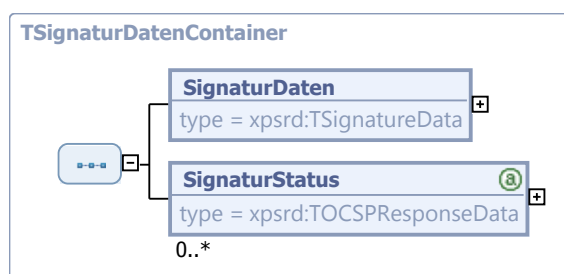 TSignaturDatenContainer
SignaturDaten
type = xpsrd:TSignatureData
SignaturStatus
a
type = xpsrd:TOCSPResponseData
0..*